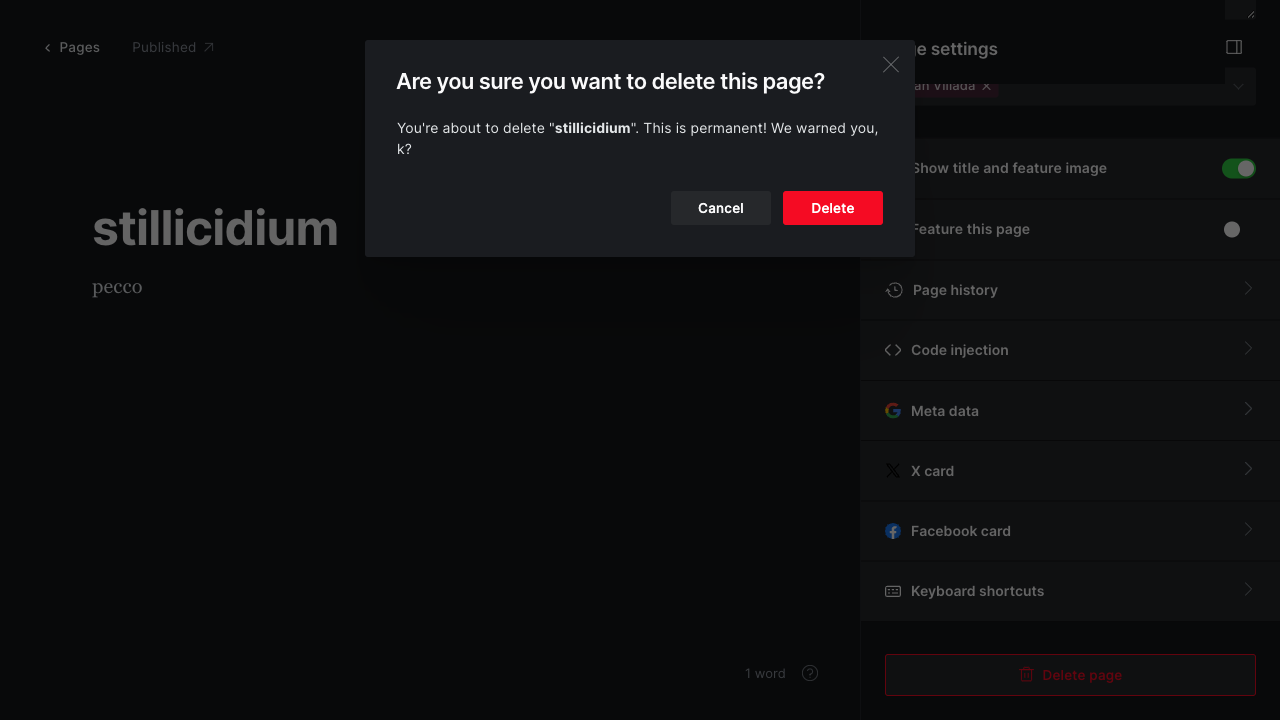 Pages
Published
Are you sure you want to delete this page?
You're about to delete "stillicidium". This is permanent! We warned you,
k?
Cancel
Delete
stillicidium
pecco
1 word
settings
Villada
Show title and feature image
Feature this page
Page history
Code injection
Meta data
X card
Facebook card
Keyboard shortcuts
Delete page